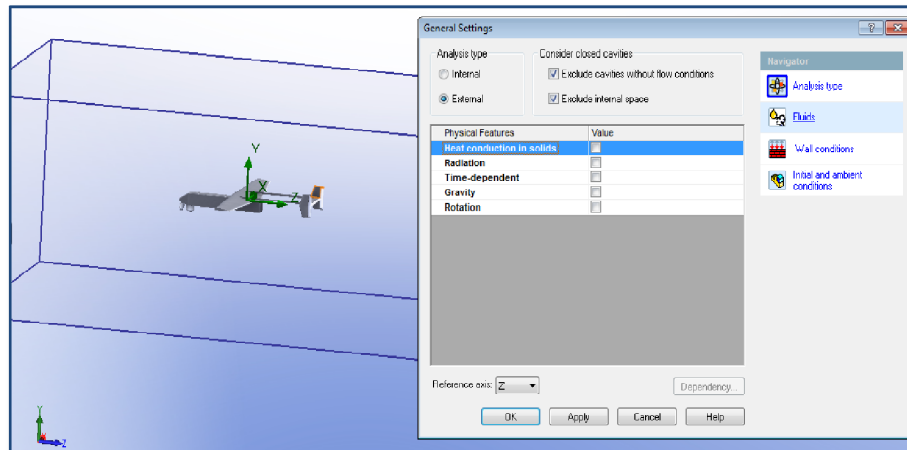 General Settings
Analysis type
Internal
External
Consider closed cavities
Exclude cavities without flow conditions
Exclude internal space
Physical Features Value
Heat conduction in solids
Radiation
Time-dependent
Gravity
Rotation
Reference axis: Z
Dependency...
OK Apply Cancel Help
Navigator
Analysis type
Fluids
Wall conditions
Initial and ambient
conditions
Y
X
Z
Y
Z